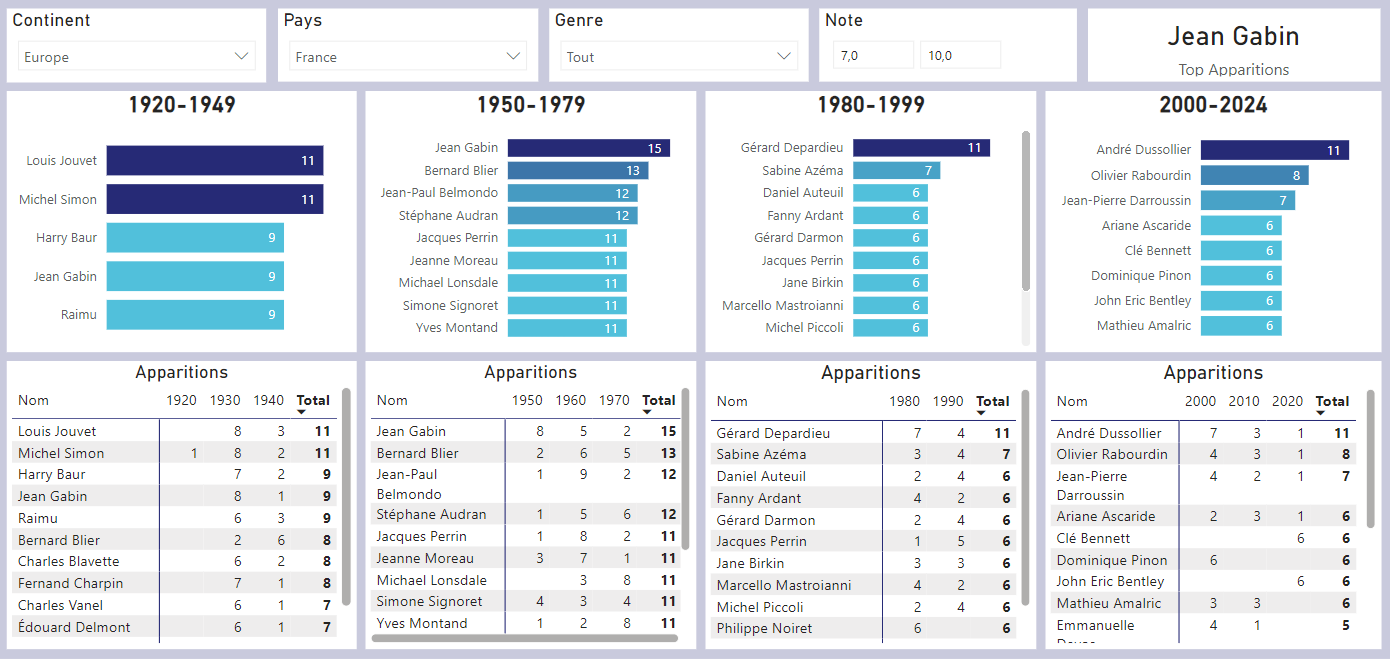 Continent
Europe
Pays
France
Genre
Tout
Note
7,0 10,0
Jean Gabin
Top Apparitions
1920-1949
Louis Jouvet 11
Michel Simon 11
Harry Baur 9
Jean Gabin 9
Raimu 9
1950-1979
Jean Gabin 15
Bernard Blier 13
Jean-Paul Belmondo 12
Stéphane Audran 12
Jacques Perrin 11
Jeanne Moreau 11
Michael Lonsdale 11
Simone Signoret 11
Yves Montand 11
1980-1999
Gérard Depardieu 11
Sabine Azéma 7
Daniel Auteuil 6
Fanny Ardant 6
Gérard Darmon 6
Jacques Perrin 6
Jane Birkin 6
Marcello Mastroianni 6
Michel Piccoli 6
2000-2024
André Dussollier 11
Olivier Rabourdin 8
Jean-Pierre Darroussin 7
Ariane Ascaride 6
Clé Bennett 6
Dominique Pinon 6
John Eric Bentley 6
Mathieu Amalric 6
Apparitions
Nom 1920 1930 1940 Total
Louis Jouvet 8 3 11
Michel Simon 1 8 2 11
Harry Baur 7 2 9
Jean Gabin 8 1 9
Raimu 6 3 9
Bernard Blier 2 6 8
Charles Blavette 6 2 8
Fernand Charpin 7 1 8
Charles Vanel 6 1 7
Édouard Delmont 6 1 7
Apparitions
Nom 1950 1960 1970 Total
Jean Gabin 8 5 2 15
Bernard Blier 2 6 5 13
Jean-Paul 1 9 2 12
Belmondo
Stéphane Audran 1 5 6 12
Jacques Perrin 1 8 2 11
Jeanne Moreau 3 7 1 11
Michael Lonsdale 3 8 11
Simone Signoret 4 3 4 11
Yves Montand 1 2 8 11
Apparitions
Nom 1980 1990 Total
Gérard Depardieu 7 4 11
Sabine Azéma 3 4 7
Daniel Auteuil 2 4 6
Fanny Ardant 4 2 6
Gérard Darmon 2 4 6
Jacques Perrin 1 5 6
Jane Birkin 3 3 6
Marcello Mastroianni 4 2 6
Michel Piccoli 2 4 6
Philippe Noiret 6 6
Apparitions
Nom 2000 2010 2020 Total
André Dussollier 7 3 1 11
Olivier Rabourdin 4 3 1 8
Jean-Pierre 4 2 1 7
Darroussin
Ariane Ascaride 2 3 1 6
Clé Bennett 6 6
Dominique Pinon 6 6
John Eric Bentley 6 6
Mathieu Amalric 3 3 6
Emmanuelle 4 1 5